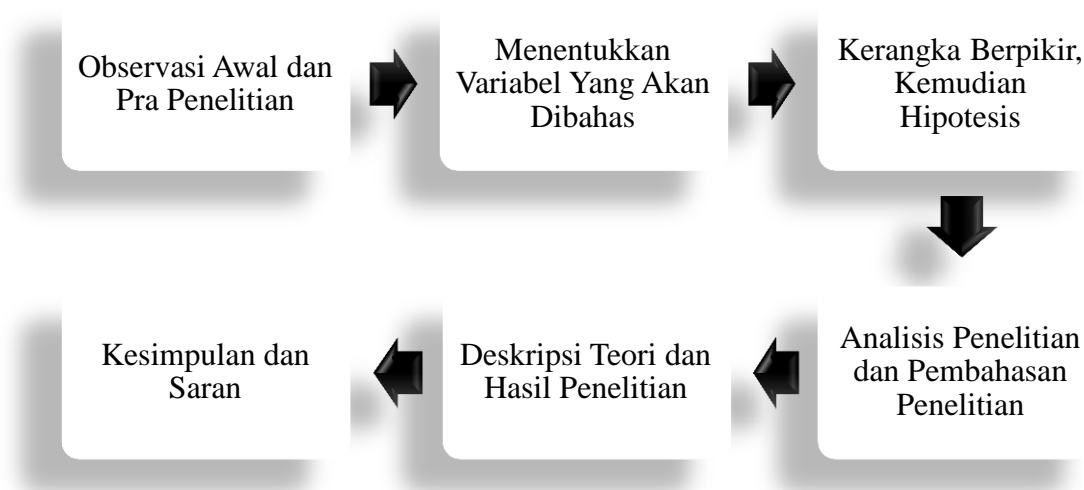 Observasi Awal dan
Pra Penelitian
Menentukkan
Variabel Yang Akan
Dibahas
Kerangka Berpikir,
Kemudian
Hipotesis
Analisis Penelitian
dan Pembahasan
Penelitian
Deskripsi Teori dan
Hasil Penelitian
Kesimpulan dan
Saran